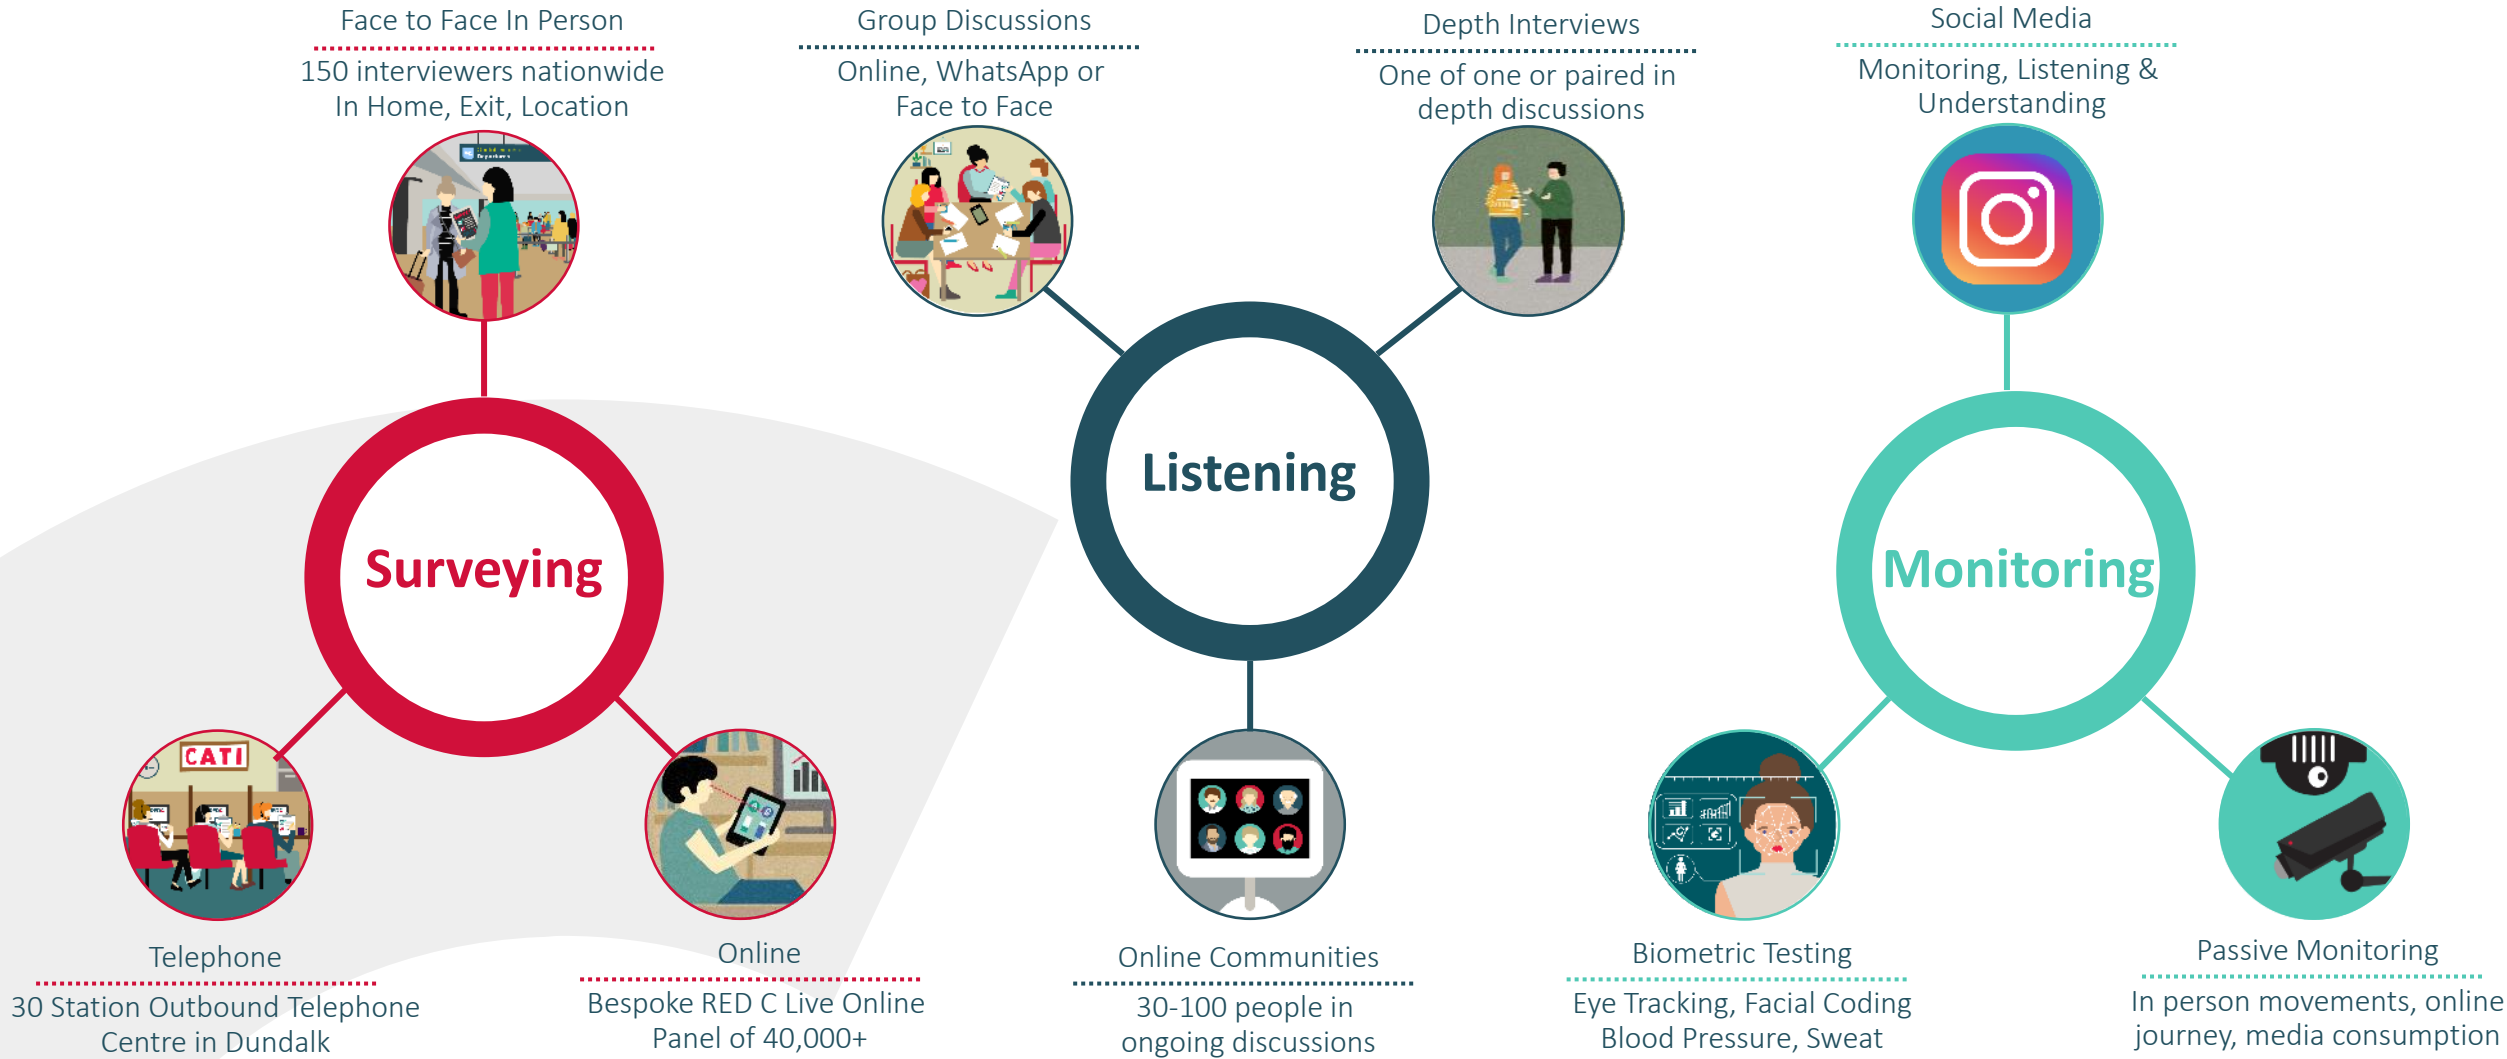 Face to Face In Person
150 interviewers nationwide
In Home, Exit, Location
Group Discussions
Online, WhatsApp or
Face to Face
Depth Interviews
One of one or paired in
depth discussions
Social Media
Monitoring, Listening &
Understanding
Surveying
Listening
Monitoring
CATI
Telephone
30 Station Outbound Telephone
Centre in Dundalk
Online
Bespoke RED C Live Online
Panel of 40,000+
Online Communities
30-100 people in
ongoing discussions
Biometric Testing
Eye Tracking, Facial Coding
Blood Pressure, Sweat
Passive Monitoring
In person movements, online
journey, media consumption